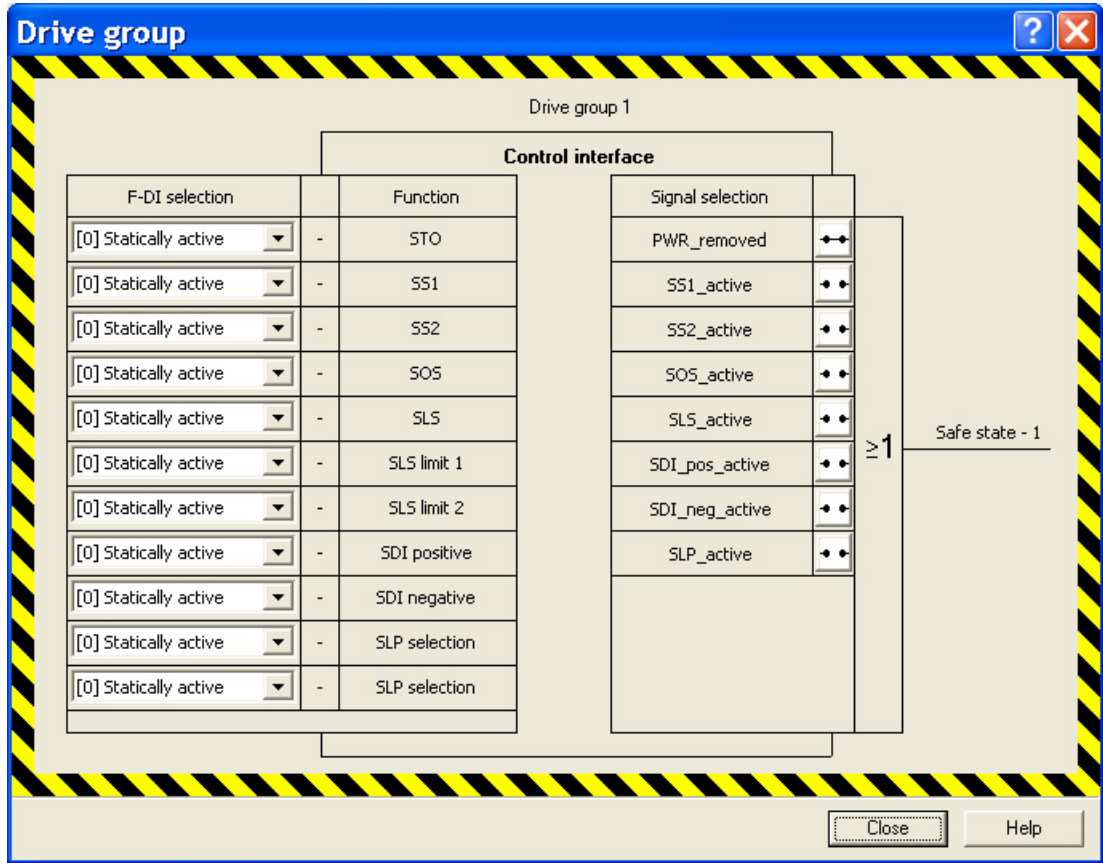 Drive group
Drive group 1
Control interface
F-DI selection Function Signal selection
[0] Statically active - STO PWR_removed
[0] Statically active - SS1 SS1_active
[0] Statically active - SS2 SS2_active
[0] Statically active - SOS SOS_active
[0] Statically active - SLS SLS_active
[0] Statically active - SLS limit 1 SDI_pos_active
[0] Statically active - SLS limit 2 SDI_neg_active
[0] Statically active - SDI positive SLP_active
[0] Statically active - SDI negative
[0] Statically active - SLP selection
[0] Statically active - SLP selection
-
≥1
Safe state - 1
Close Help